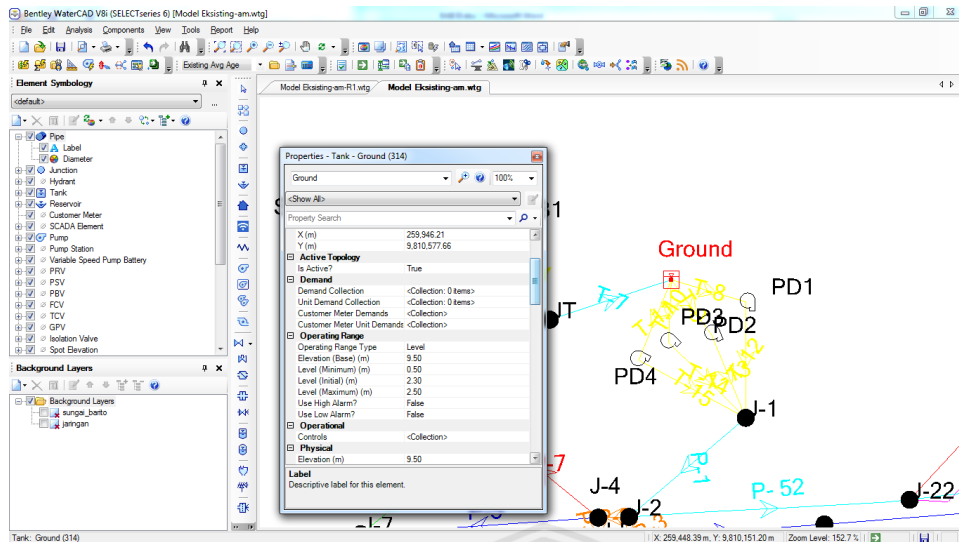 Bentley WaterCAD V8i (SELECTseries 6) [Model Eksisting-am.wtg]
File Edit Analysis Components View Tools Report Help
Existing Avg Age
Element Symbology
<default>
Pipe
Label
Diameter
Junction
Hydrant
Tank
Reservoir
Customer Meter
SCADA Element
Pump
Pump Station
Variable Speed Pump Battery
PRV
PSV
PBV
FCV
TCV
GPV
Isolation Valve
Spot Elevation
Background Layers
Background Layers
sungai_barito
jaringan
Model Eksisting-am-R1.wtg Model Eksisting-am.wtg
Properties - Tank - Ground (314)
Ground 100%
<Show All>
Property Search
X (m) 259,946.21
Y (m) 9,810,577.66
Active Topology
Is Active? True
Demand
Demand Collection <Collection: 0 items>
Unit Demand Collection <Collection: 0 items>
Customer Meter Demands <Collection>
Customer Meter Unit Demands <Collection>
Operating Range
Operating Range Type Level
Elevation (Base) (m) 9.50
Level (Minimum) (m) 0.50
Level (Initial) (m) 2.30
Level (Maximum) (m) 2.50
Use High Alarm? False
Use Low Alarm? False
Operational
Controls <Collection>
Physical
Elevation (m) 9.50
Label
Descriptive label for this element.
Ground
PD1
T-7
T-8
JT
PD3
PD2
PD4
J-1
P-1
J-4
J-2
P-52
J-22
Tank: Ground (314)
X: 259,448.39 m, Y: 9,810,151.20 m Zoom Level: 152.7 %